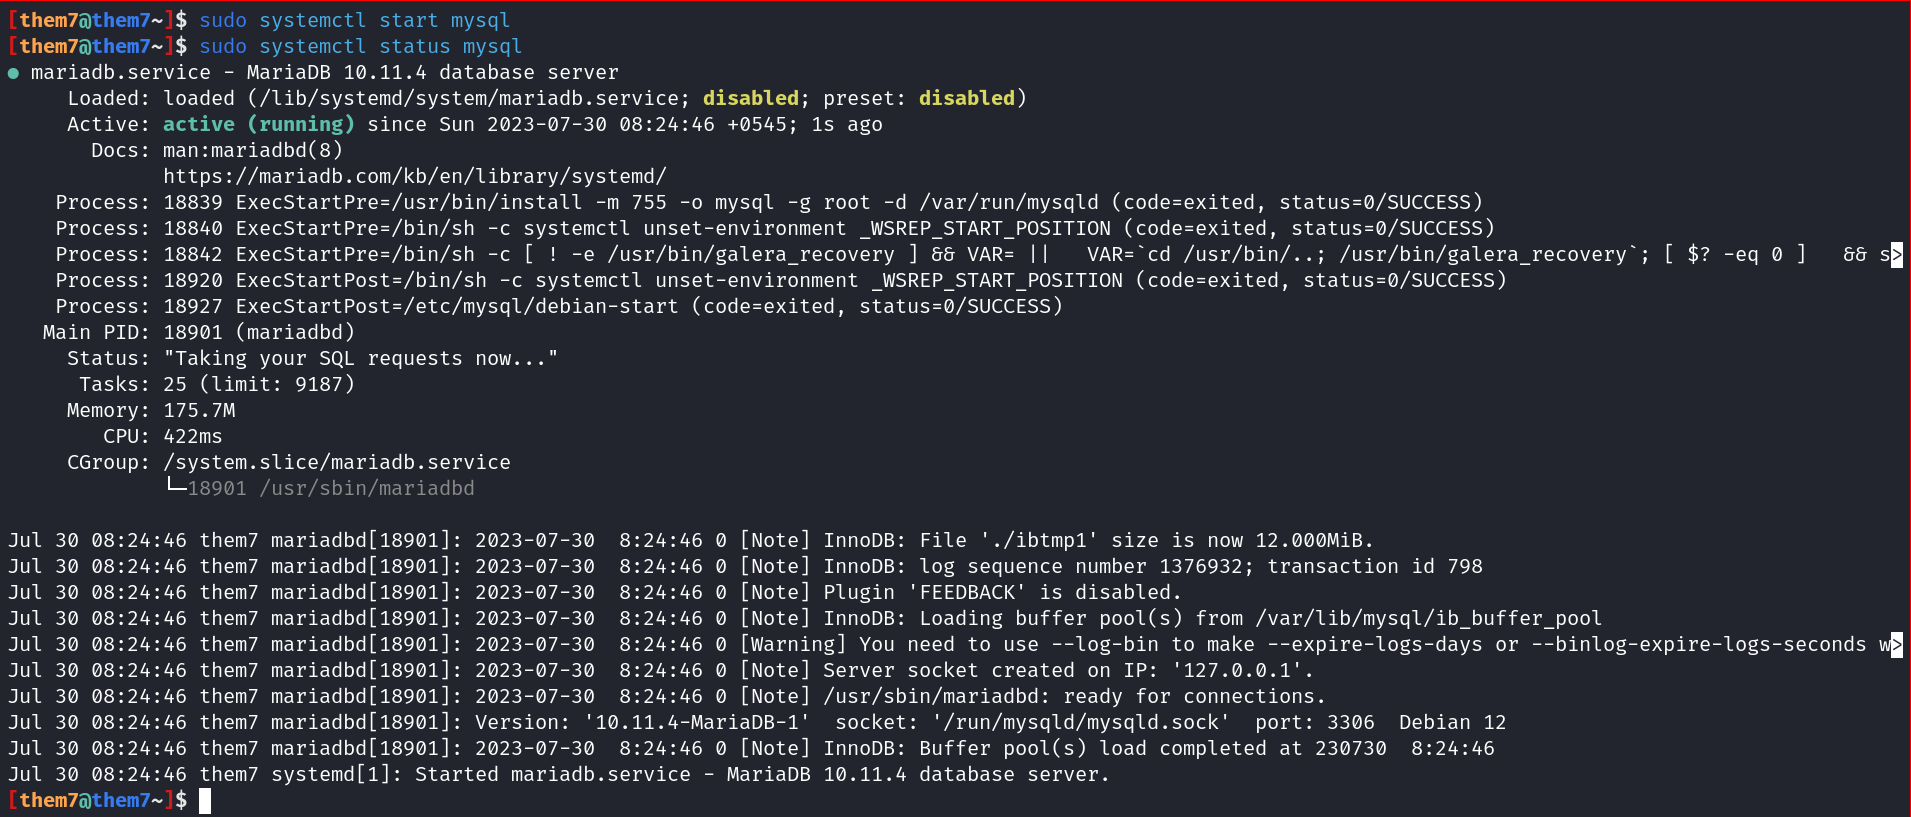 [them7@them7~]$ sudo systemctl start mysql
[them7@them7~]$ sudo systemctl status mysql
● mariadb.service - MariaDB 10.11.4 database server
     Loaded: loaded (/lib/systemd/system/mariadb.service; disabled; preset: disabled)
     Active: active (running) since Sun 2023-07-30 08:24:46 +0545; 1s ago
       Docs: man:mariadbd(8)
             https://mariadb.com/kb/en/library/systemd/
    Process: 18839 ExecStartPre=/usr/bin/install -m 755 -o mysql -g root -d /var/run/mysqld (code=exited, status=0/SUCCESS)
    Process: 18840 ExecStartPre=/bin/sh -c systemctl unset-environment _WSREP_START_POSITION (code=exited, status=0/SUCCESS)
    Process: 18842 ExecStartPre=/bin/sh -c [ ! -e /usr/bin/galera_recovery ] && VAR= ||   VAR=`cd /usr/bin/..; /usr/bin/galera_recovery`; [ $? -eq 0 ]   && s>
    Process: 18920 ExecStartPost=/bin/sh -c systemctl unset-environment _WSREP_START_POSITION (code=exited, status=0/SUCCESS)
    Process: 18927 ExecStartPost=/etc/mysql/debian-start (code=exited, status=0/SUCCESS)
   Main PID: 18901 (mariadbd)
     Status: "Taking your SQL requests now..."
      Tasks: 25 (limit: 9187)
     Memory: 175.7M
        CPU: 422ms
     CGroup: /system.slice/mariadb.service
             └─18901 /usr/sbin/mariadbd

Jul 30 08:24:46 them7 mariadbd[18901]: 2023-07-30  8:24:46 0 [Note] InnoDB: File './ibtmp1' size is now 12.000MiB.
Jul 30 08:24:46 them7 mariadbd[18901]: 2023-07-30  8:24:46 0 [Note] InnoDB: log sequence number 1376932; transaction id 798
Jul 30 08:24:46 them7 mariadbd[18901]: 2023-07-30  8:24:46 0 [Note] Plugin 'FEEDBACK' is disabled.
Jul 30 08:24:46 them7 mariadbd[18901]: 2023-07-30  8:24:46 0 [Note] InnoDB: Loading buffer pool(s) from /var/lib/mysql/ib_buffer_pool
Jul 30 08:24:46 them7 mariadbd[18901]: 2023-07-30  8:24:46 0 [Warning] You need to use --log-bin to make --expire-logs-days or --binlog-expire-logs-seconds w>
Jul 30 08:24:46 them7 mariadbd[18901]: 2023-07-30  8:24:46 0 [Note] Server socket created on IP: '127.0.0.1'.
Jul 30 08:24:46 them7 mariadbd[18901]: 2023-07-30  8:24:46 0 [Note] /usr/sbin/mariadbd: ready for connections.
Jul 30 08:24:46 them7 mariadbd[18901]: Version: '10.11.4-MariaDB-1'  socket: '/run/mysqld/mysqld.sock'  port: 3306  Debian 12
Jul 30 08:24:46 them7 mariadbd[18901]: 2023-07-30  8:24:46 0 [Note] InnoDB: Buffer pool(s) load completed at 230730  8:24:46
Jul 30 08:24:46 them7 systemd[1]: Started mariadb.service - MariaDB 10.11.4 database server.
[them7@them7~]$